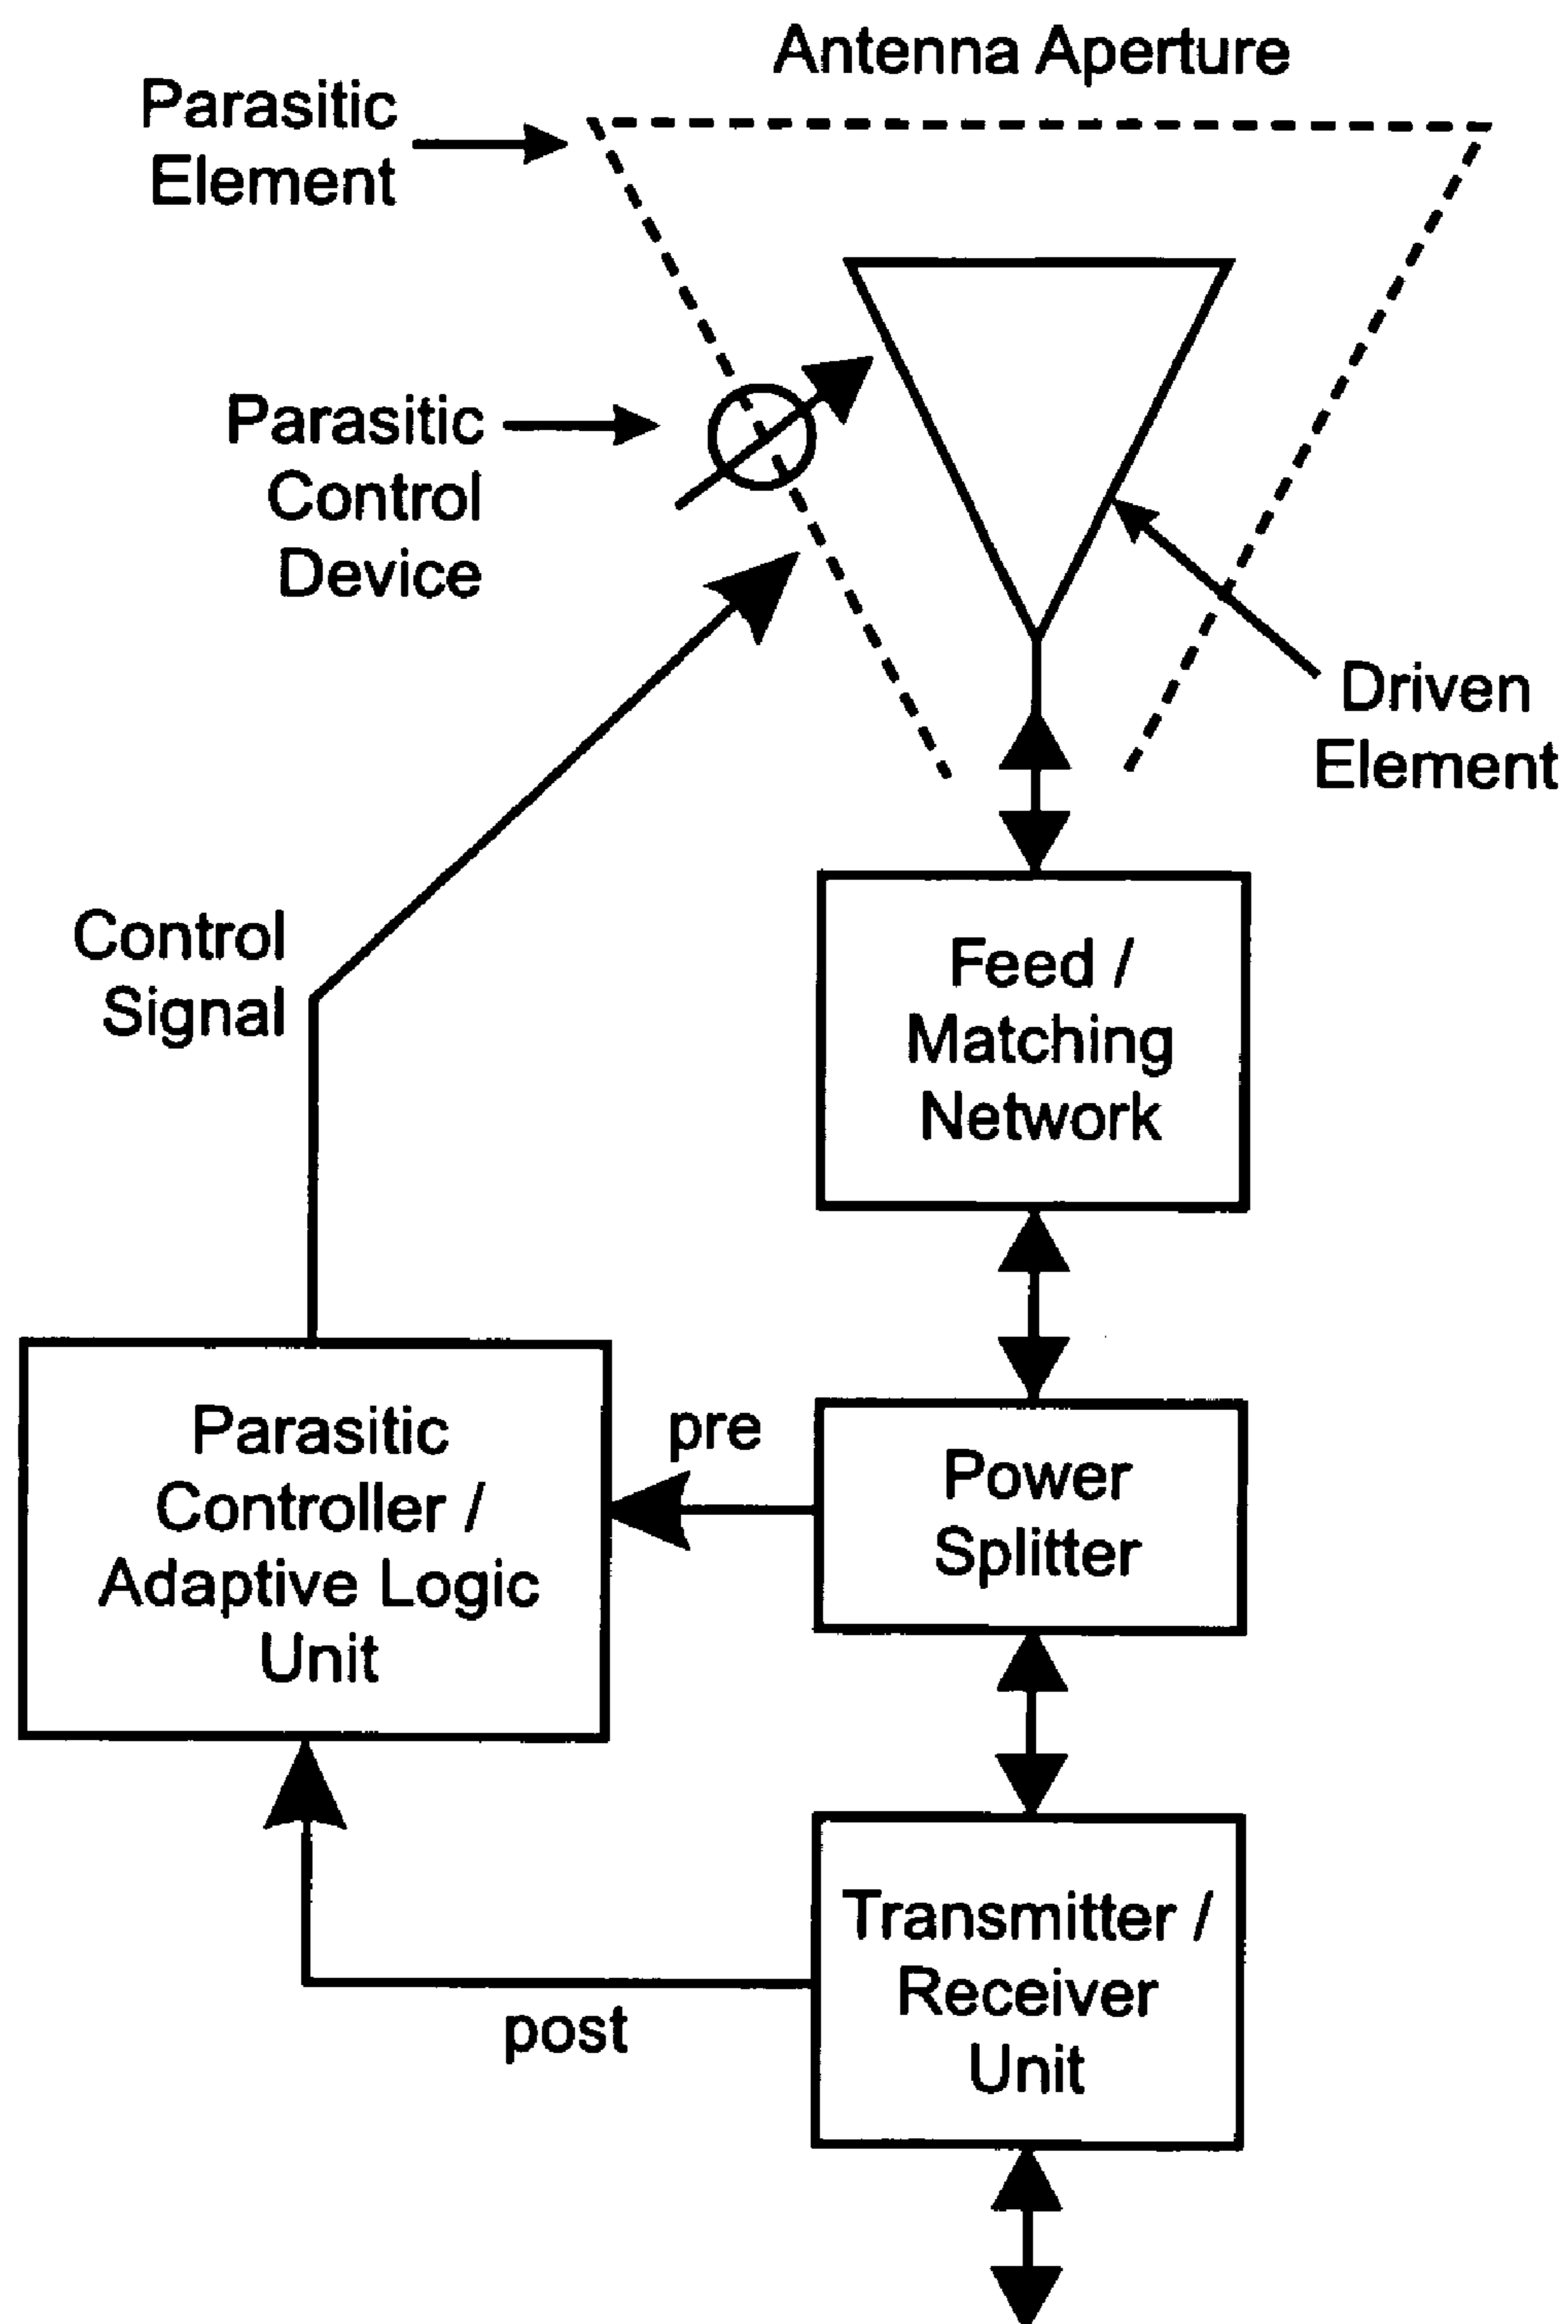 Antenna Aperture
Parasitic
Element
Parasitic
Control
Device
Driven
Element
Control
Signal
Feed /
Matching
Network
Parasitic
Controller /
Adaptive Logic
Unit
pre
Power
Splitter
Transmitter /
Receiver
Unit
post